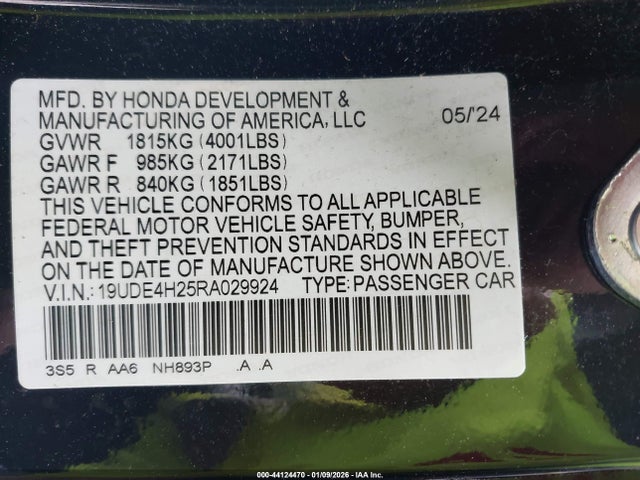 MFD. BY HONDA DEVELOPMENT &
MANUFACTURING OF AMERICA, LLC 05/'24
GVWR 1815KG (4001LBS)
GAWR F 985KG (2171LBS)
GAWR R 840KG (1851LBS)
THIS VEHICLE CONFORMS TO ALL APPLICABLE
FEDERAL MOTOR VEHICLE SAFETY, BUMPER,
AND THEFT PREVENTION STANDARDS IN EFFECT
ON THE DATE OF MANUFACTURE SHOWN ABOVE.
V.I.N.: 19UDE4H25RA029924 TYPE: PASSENGER CAR
3S5 R AA6 NH893P .A .A
000-44124470 - 01/09/2026 - IAA Inc.